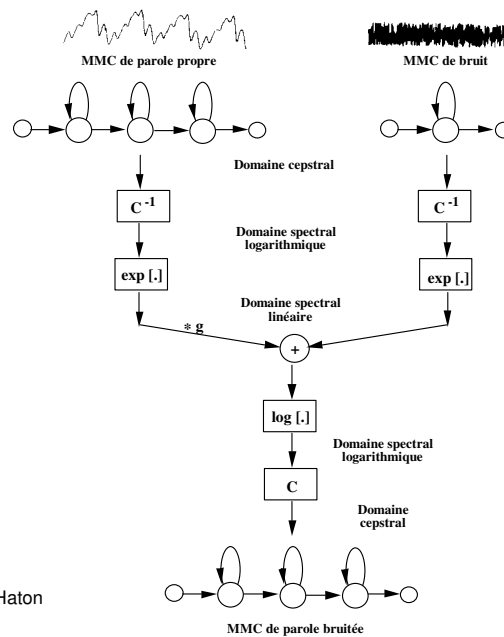 MMC de parole propre
MMC de bruit
Domaine cepstral
C -1
C -1
Domaine spectral
logarithmique
exp [.]
exp [.]
Domaine spectral
linéaire
* g
+
log [.]
Domaine spectral
logarithmique
C
Domaine
cepstral
Haton
MMC de parole bruitée